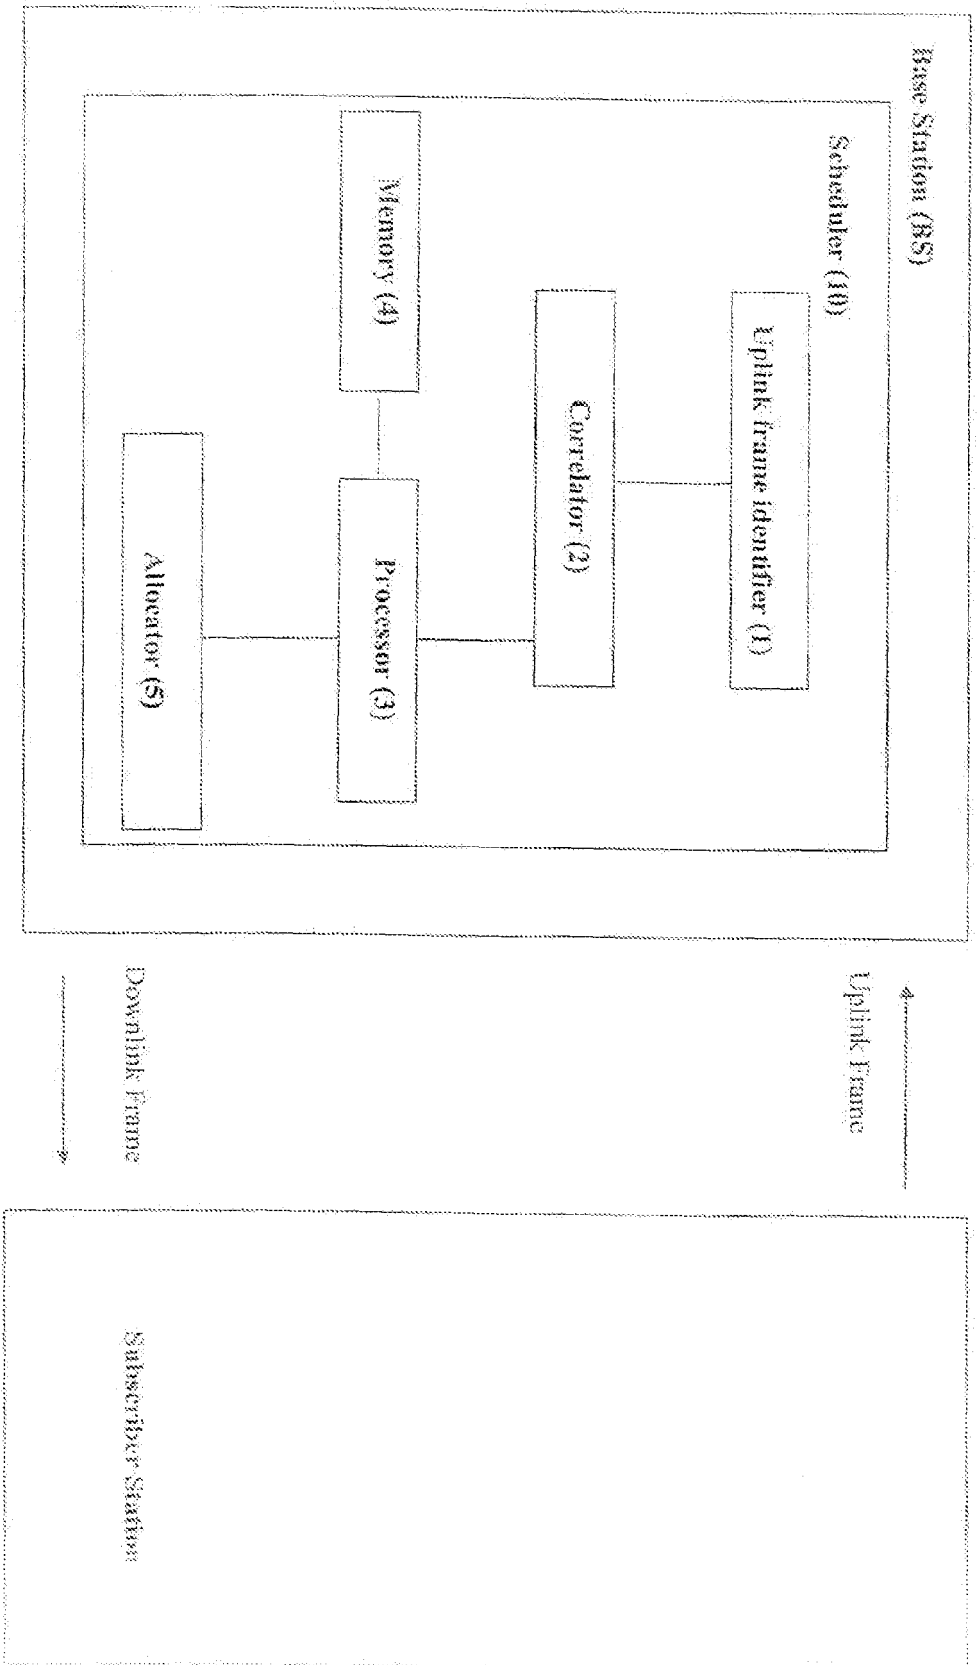 Base Station (BS)
Scheduler (10)
Uplink frame identifier (1)
Correlator (2)
Memory (4)
Processor (3)
Allocator (5)
Uplink Frame
Downlink Frame
Subscriber Station